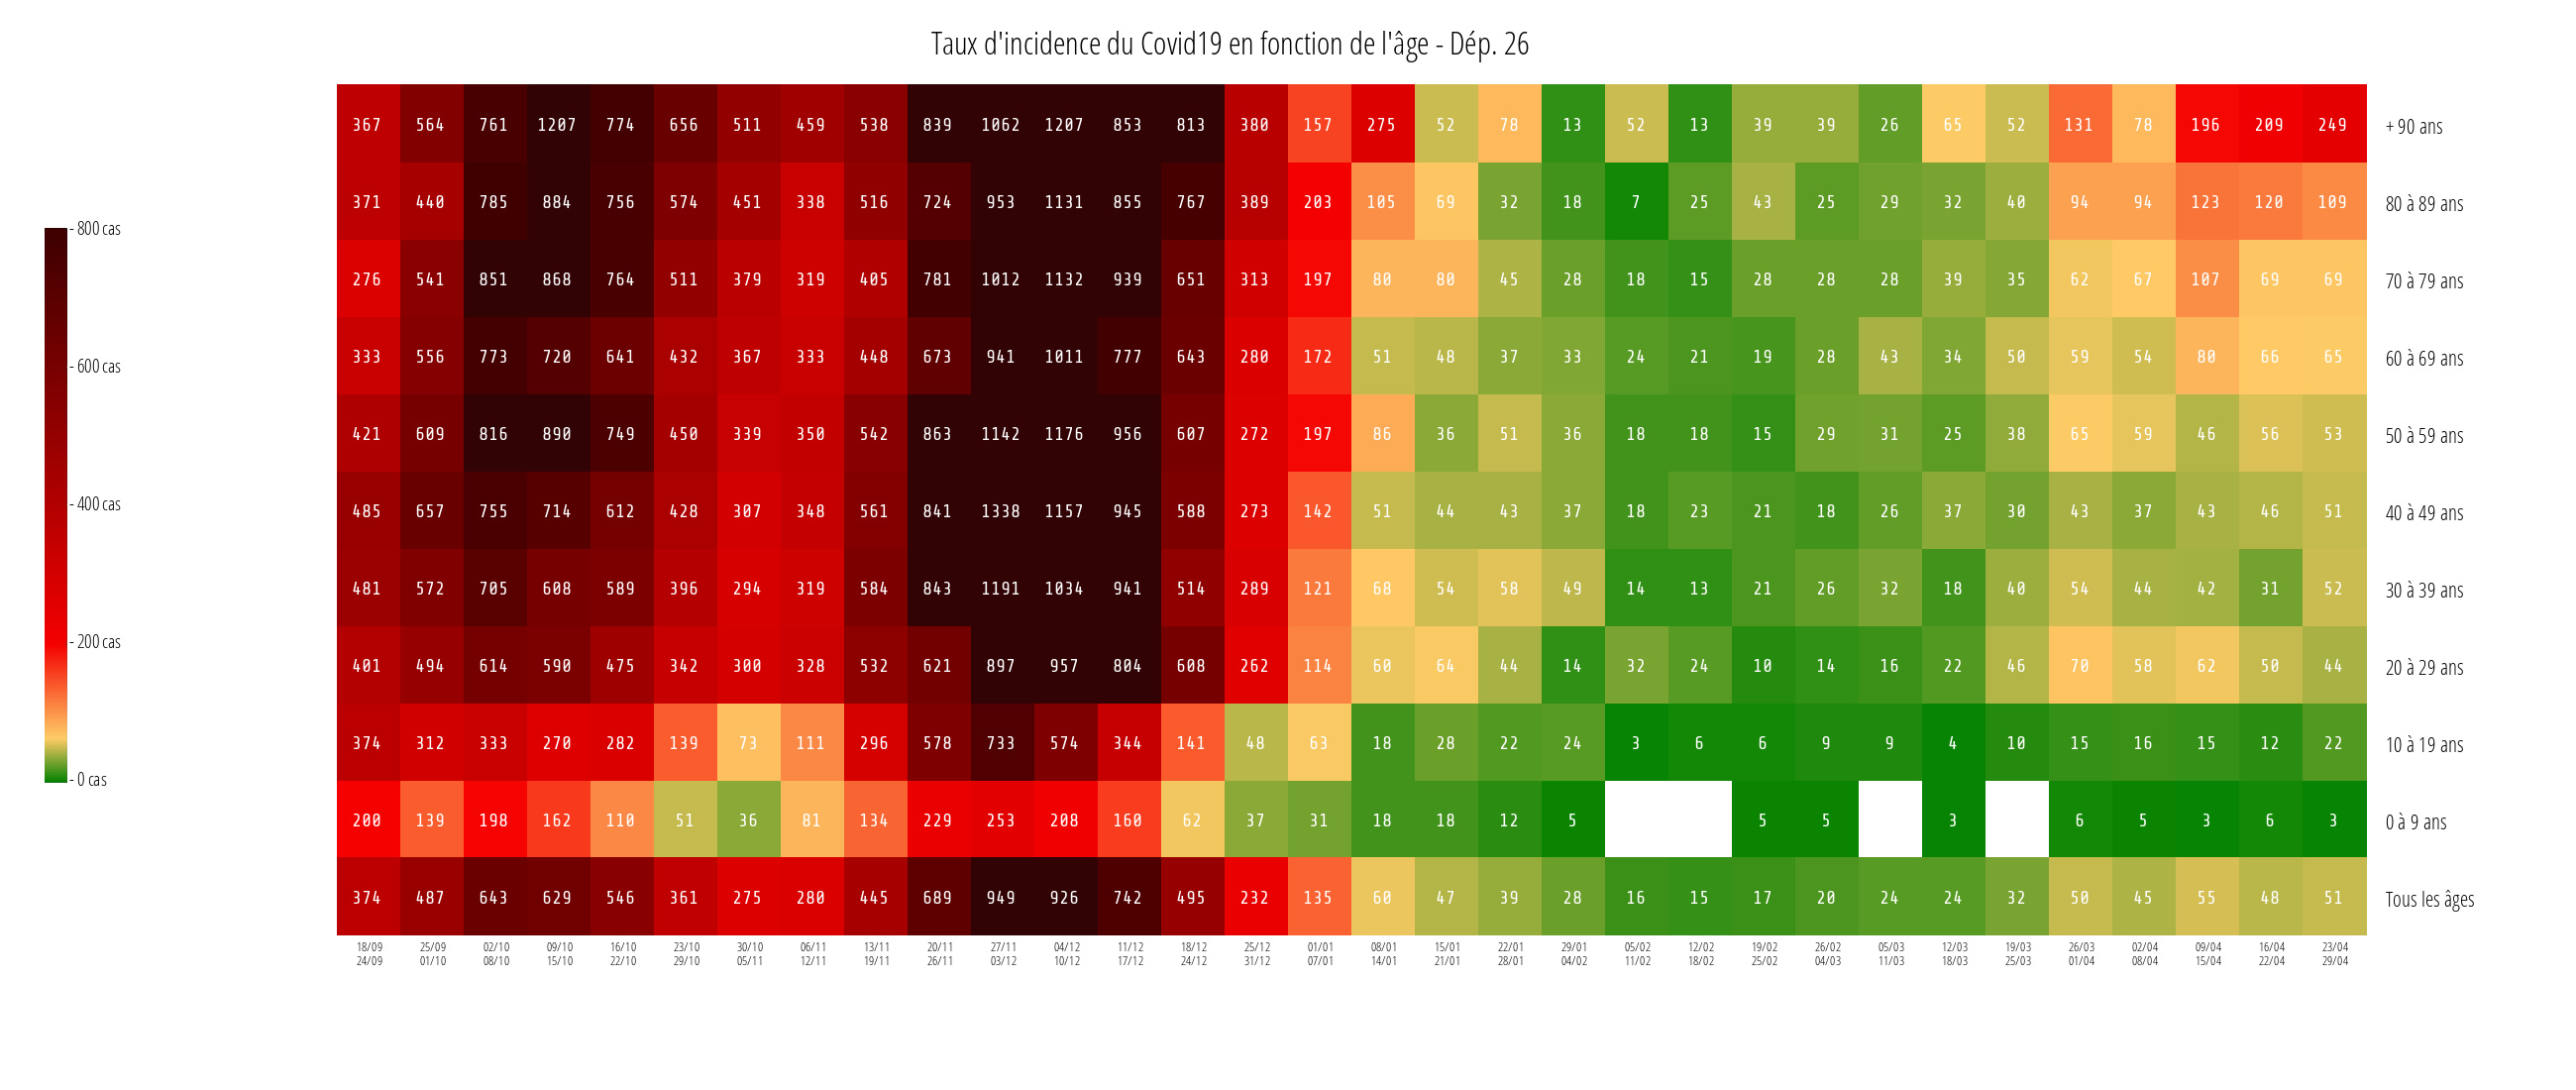 Taux d'incidence du Covid19 en fonction de l'âge - Dép. 26
- 800 cas
- 600 cas
- 400 cas
- 200 cas
- 0 cas
367 564 761 1207 774 656 511 459 538 839 1062 1207 853 813 380 157 275 52 78 13 52 13 39 39 26 65 52 131 78 196 209 249 + 90 ans
371 440 785 884 756 574 451 338 516 724 953 1131 855 767 389 203 105 69 32 18 7 25 43 25 29 32 40 94 94 123 120 109 80 à 89 ans
276 541 851 868 764 511 379 319 405 781 1012 1132 939 651 313 197 80 80 45 28 18 15 28 28 28 39 35 62 67 107 69 69 70 à 79 ans
333 556 773 720 641 432 367 333 448 673 941 1011 777 643 280 172 51 48 37 33 24 21 19 28 43 34 50 59 54 80 66 65 60 à 69 ans
421 609 816 890 749 450 339 350 542 863 1142 1176 956 607 272 197 86 36 51 36 18 18 15 29 31 25 38 65 59 46 56 53 50 à 59 ans
485 657 755 714 612 428 307 348 561 841 1338 1157 945 588 273 142 51 44 43 37 18 23 21 18 26 37 30 43 37 43 46 51 40 à 49 ans
481 572 705 608 589 396 294 319 584 843 1191 1034 941 514 289 121 68 54 58 49 14 13 21 26 32 18 40 54 44 42 31 52 30 à 39 ans
401 494 614 590 475 342 300 328 532 621 897 957 804 608 262 114 60 64 44 14 32 24 10 14 16 22 46 70 58 62 50 44 20 à 29 ans
374 312 333 270 282 139 73 111 296 578 733 574 344 141 48 63 18 28 22 24 3 6 6 9 9 4 10 15 16 15 12 22 10 à 19 ans
200 139 198 162 110 51 36 81 134 229 253 208 160 62 37 31 18 18 12 5 5 5 3 6 5 3 6 3 0 à 9 ans
374 487 643 629 546 361 275 280 445 689 949 926 742 495 232 135 60 47 39 28 16 15 17 20 24 24 32 50 45 55 48 51 Tous les âges
18/09 25/09 02/10 09/10 16/10 23/10 30/10 06/11 13/11 20/11 27/11 04/12 11/12 18/12 25/12 01/01 08/01 15/01 22/01 29/01 05/02 12/02 19/02 26/02 05/03 12/03 19/03 26/03 02/04 09/04 16/04 23/04
24/09 01/10 08/10 15/10 22/10 29/10 05/11 12/11 19/11 26/11 03/12 10/12 17/12 24/12 31/12 07/01 14/01 21/01 28/01 04/02 11/02 18/02 25/02 04/03 11/03 18/03 25/03 01/04 08/04 15/04 22/04 29/04